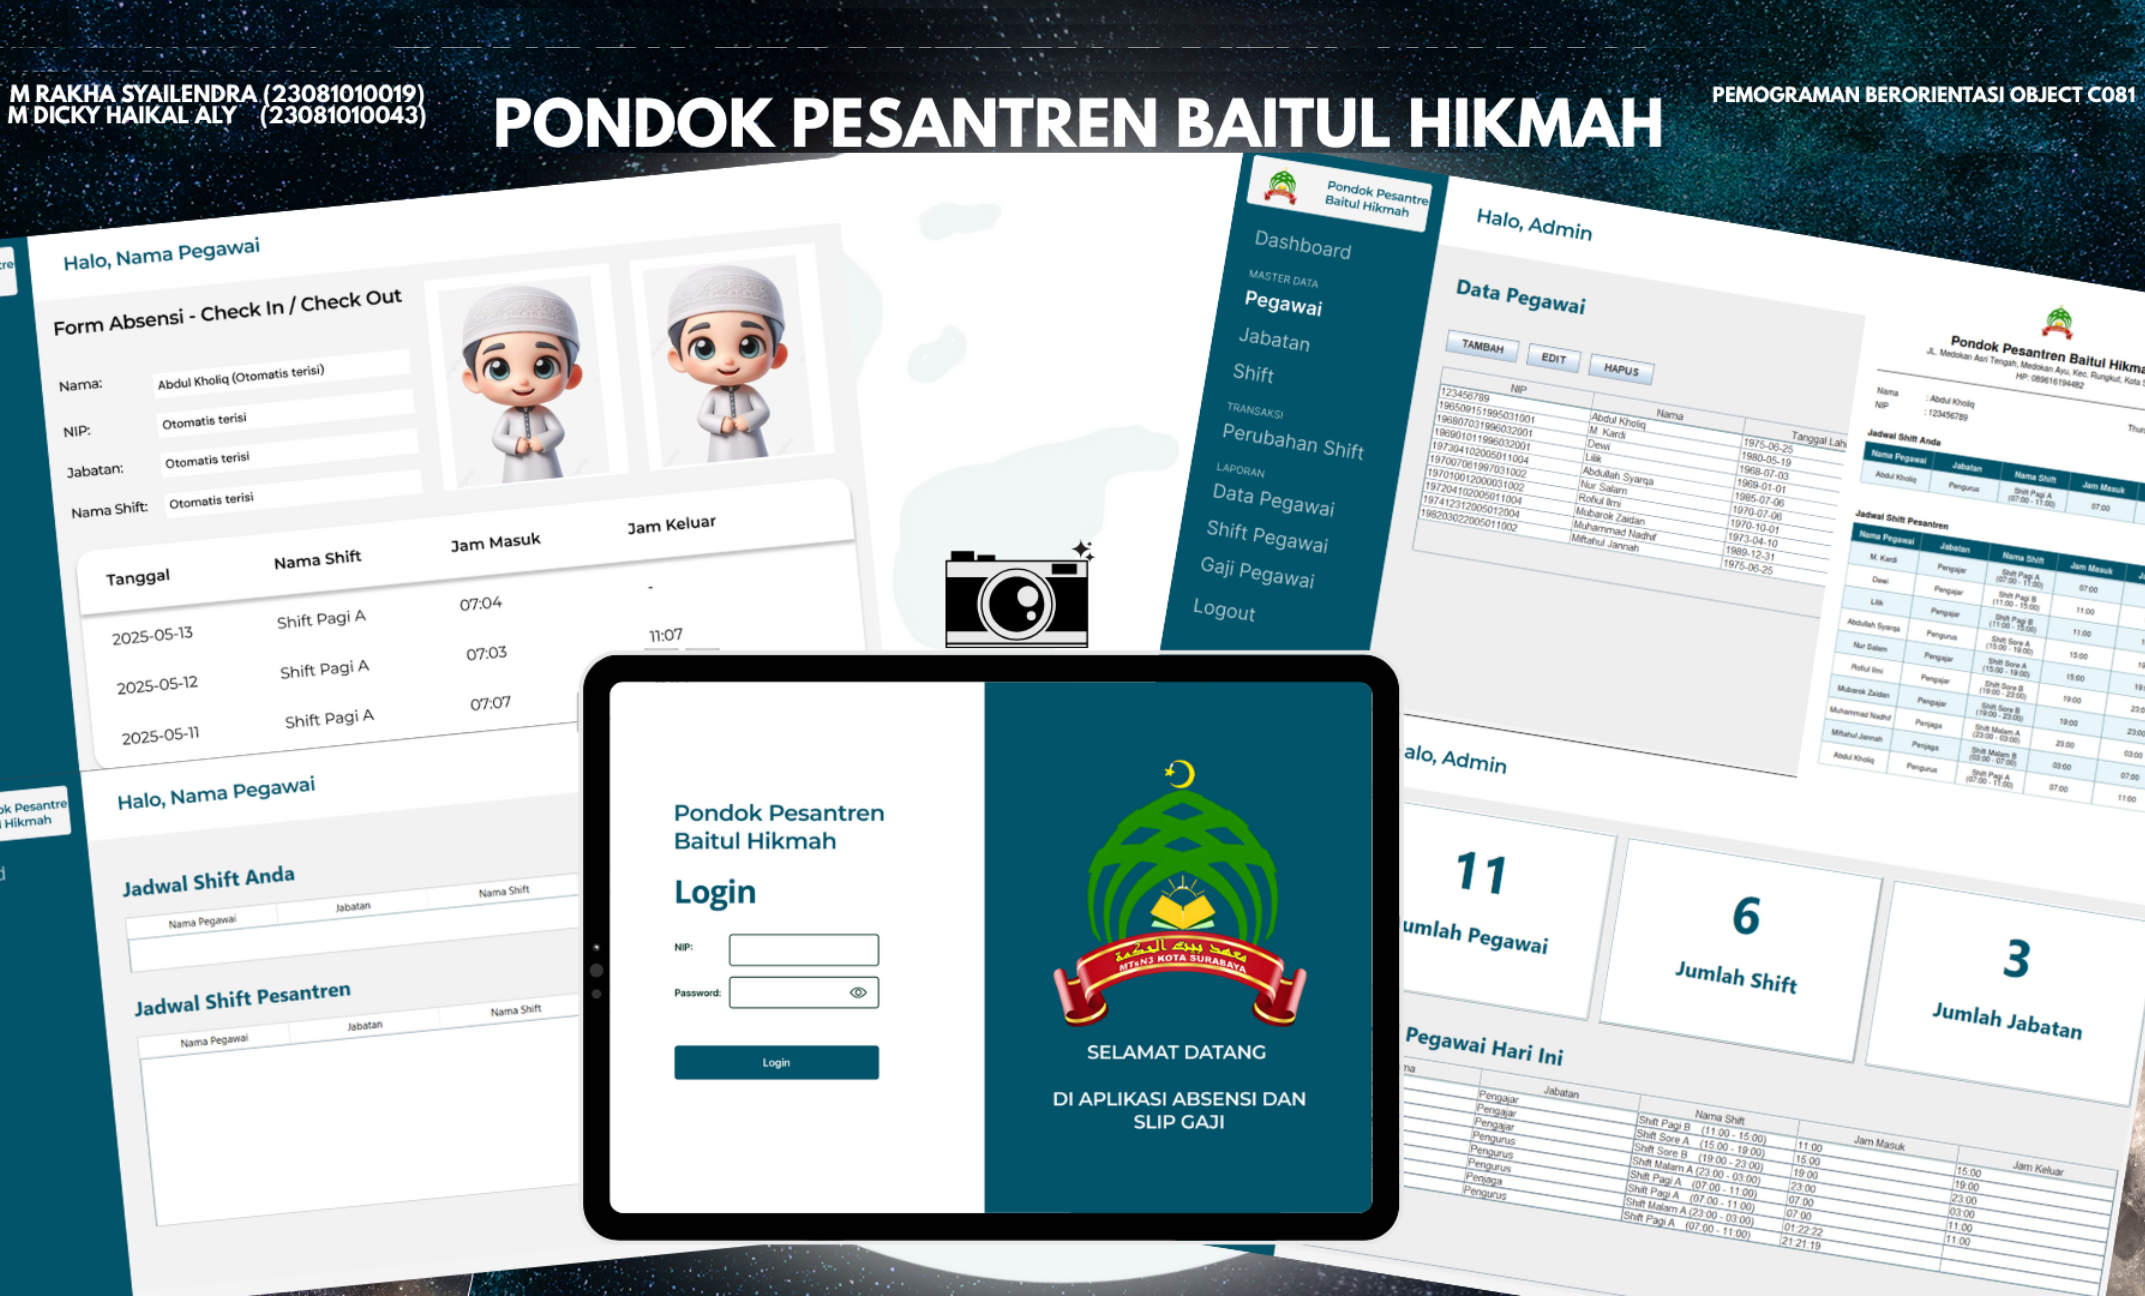 M RAKHA SYAILENDRA (23081010019)
M DICKY HAIKAL ALY (23081010043)
PONDOK PESANTREN BAITUL HIKMAH
PEMOGRAMAN BERORIENTASI OBJECT C081
Halo, Nama Pegawai
Form Absensi - Check In / Check Out
Nama: Abdul Kholiq (Otomatis terisi)
NIP: Otomatis terisi
Jabatan: Otomatis terisi
Nama Shift: Otomatis terisi
Tanggal Nama Shift Jam Masuk Jam Keluar
2025-05-13 Shift Pagi A 07:04 -
2025-05-12 Shift Pagi A 07:03 11:07
2025-05-11 Shift Pagi A 07:07
Pondok Pesantre
Baitul Hikmah
Dashboard
MASTER DATA
Pegawai
Jabatan
Shift
TRANSAKSI
Perubahan Shift
LAPORAN
Data Pegawai
Shift Pegawai
Gaji Pegawai
Logout
Halo, Admin
Data Pegawai
TAMBAH EDIT HAPUS
NIP Nama Tanggal Lah
123456789 Abdul Kholiq 1975-06-25
196509151995031001 M. Kardi 1980-05-19
196807031996032001 Dewi 1968-07-03
196901011996032001 Lilik 1969-01-01
197304102005011004 Abdullah Syarqa 1985-07-06
197007061997031002 Nur Salam 1970-07-06
197010012000031002 Rofiul Ilmi 1970-10-01
197204102005011004 Mubarok Zaidan 1973-04-10
197412312005012004 Muhammad Nadhif 1989-12-31
198203022005011002 Miftahul Jannah 1975-06-25
Pondok Pesantren Baitul Hikma
JL. Medokan Asri Tengah, Medokan Ayu, Kec. Rungkut, Kota S
HP: 089616194482
Nama : Abdul Kholiq
NIP : 123456789
Thur
Jadwal Shift Anda
Nama Pegawai Jabatan Nama Shift Jam Masuk
Abdul Kholiq Pengurus Shift Pagi A (07:00 - 11:00) 07:00
Jadwal Shift Pesantren
Nama Pegawai Jabatan Nama Shift Jam Masuk
M. Kardi Pengajar Shift Pagi A (07:00 - 11:00) 07:00
Dewi Pengajar Shift Pagi B (11:00 - 15:00) 11:00
Lilik Pengajar Shift Pagi B (11:00 - 15:00) 11:00
Abdullah Syarqa Pengurus Shift Sore A (15:00 - 19:00) 15:00
Nur Salam Pengajar Shift Sore A (15:00 - 19:00) 15:00
Rofiul Ilmi Pengajar Shift Sore B (19:00 - 23:00) 19:00
Mubarok Zaidan Pengajar Shift Sore B (19:00 - 23:00) 19:00 23:0
Muhammad Nadhif Penjaga Shift Malam A (23:00 - 03:00) 23:00 03:00
Miftahul Jannah Penjaga Shift Malam B (03:00 - 07:00) 03:00 07:00
Abdul Kholiq Pengurus Shift Pagi A (07:00 - 11:00) 07:00 11:00
ok Pesantre
l Hikmah
Halo, Nama Pegawai
Jadwal Shift Anda
Nama Pegawai Jabatan Nama Shift
Jadwal Shift Pesantren
Nama Pegawai Jabatan Nama Shift
Pondok Pesantren
Baitul Hikmah
Login
NIP:
Password:
Login
معهد بيت الحكمة
MTsN3 KOTA SURABAYA
SELAMAT DATANG
DI APLIKASI ABSENSI DAN
SLIP GAJI
alo, Admin
11
umlah Pegawai
6
Jumlah Shift
3
Jumlah Jabatan
Pegawai Hari Ini
ma Jabatan Nama Shift Jam Masuk Jam Keluar
Pengajar Shift Pagi B (11:00 - 15:00) 11:00 15:00
Pengajar Shift Sore A (15:00 - 19:00) 15:00 19:00
Pengajar Shift Sore B (19:00 - 23:00) 19:00 23:00
Pengurus Shift Malam A (23:00 - 03:00) 23:00 03:00
Pengurus Shift Pagi A (07:00 - 11:00) 07:00 11:00
Pengurus Shift Pagi A (07:00 - 11:00) 07:00 11:00
Penjaga Shift Malam A (23:00 - 03:00) 01:22:22
Pengurus Shift Pagi A (07:00 - 11:00) 21:21:19